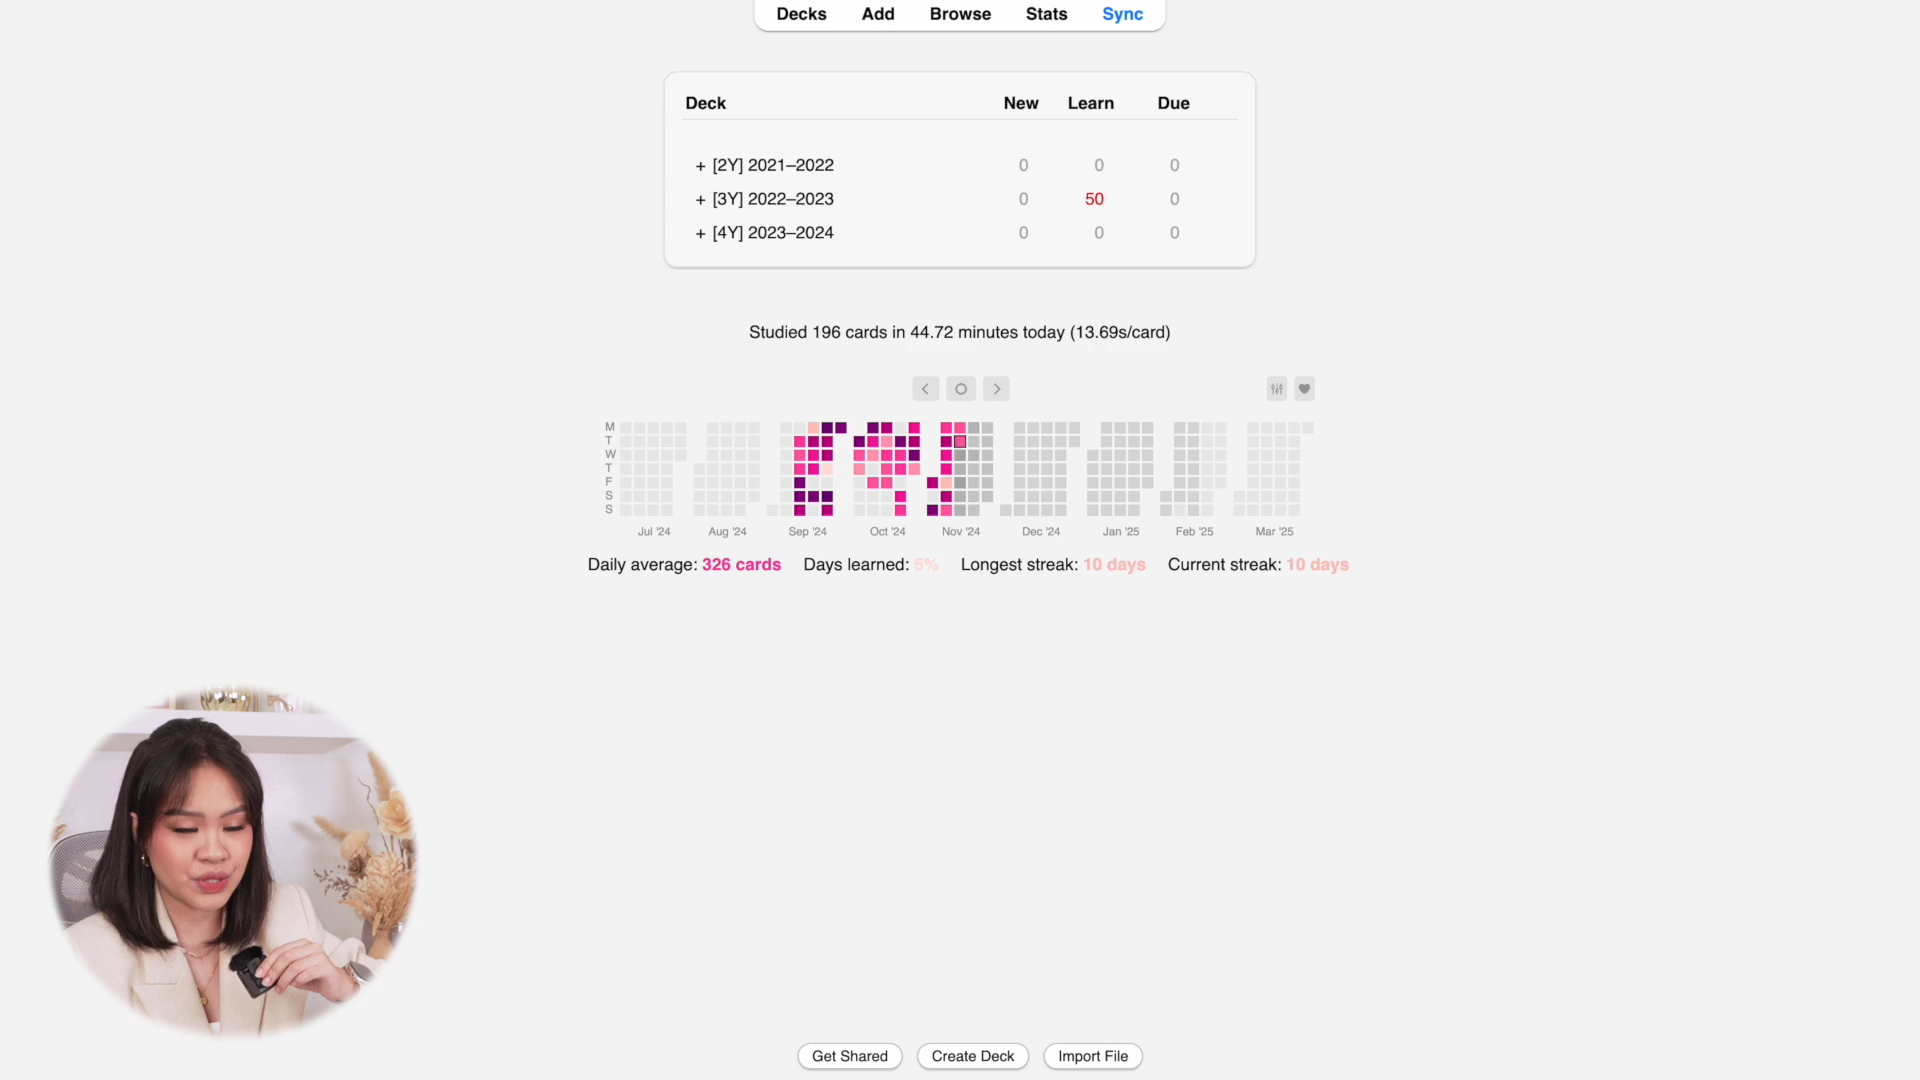 Decks Add Browse Stats Sync
Deck New Learn Due
+ [2Y] 2021–2022 0 0 0
+ [3Y] 2022–2023 0 50 0
+ [4Y] 2023–2024 0 0 0
Studied 196 cards in 44.72 minutes today (13.69s/card)
M
T
W
T
F
S
S
Jul '24 Aug '24 Sep '24 Oct '24 Nov '24 Dec '24 Jan '25 Feb '25 Mar '25
Daily average: 326 cards Days learned: 5% Longest streak: 10 days Current streak: 10 days
Get Shared Create Deck Import File